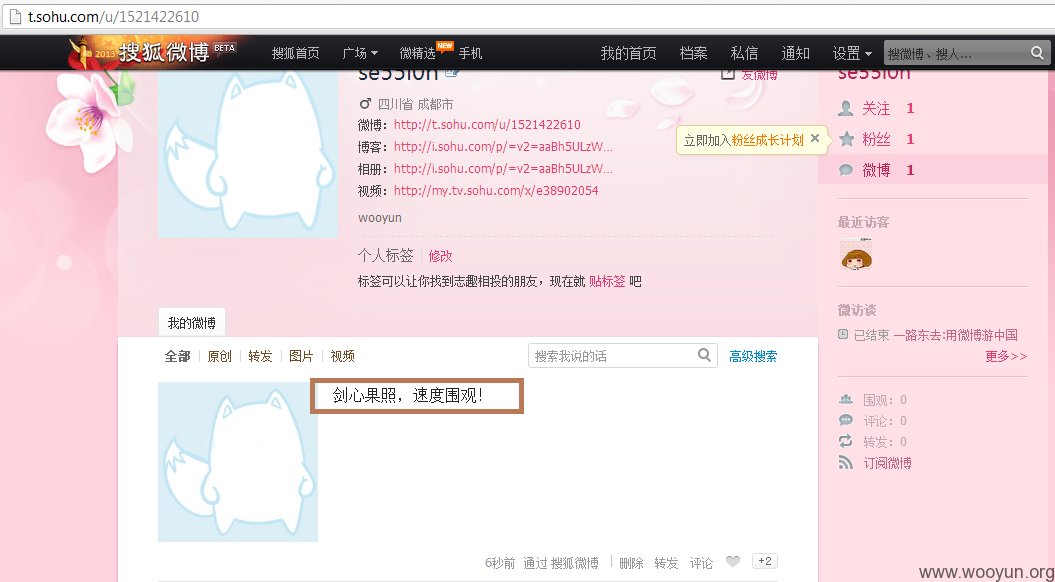 t.sohu.com/u/1521422610
2013 搜狐微博 BETA 搜狐首页 广场 微精选 NEW 手机 我的首页 档案 私信 通知 设置 搜微博、搜人...
se55i0n 发微博
se55i0n
四川省 成都市
关注 1
微博：http://t.sohu.com/u/1521422610
立即加入粉丝成长计划
粉丝 1
博客：http://i.sohu.com/p/=v2=aaBh5ULzW...
相册：http://i.sohu.com/p/=v2=aaBh5ULzW...
微博 1
视频：http://my.tv.sohu.com/x/e38902054
wooyun
最近访客
个人标签 修改
标签可以让你找到志趣相投的朋友，现在就 贴标签 吧
微访谈
我的微博
已结束 一路东去:用微博游中国
更多>>
全部 原创 转发 图片 视频 搜索我说的话 高级搜索
剑心果照，速度围观！
围观：0
评论：0
转发：0
订阅微博
6秒前 通过 搜狐微博 删除 转发 评论 +2
www.wooyun.org